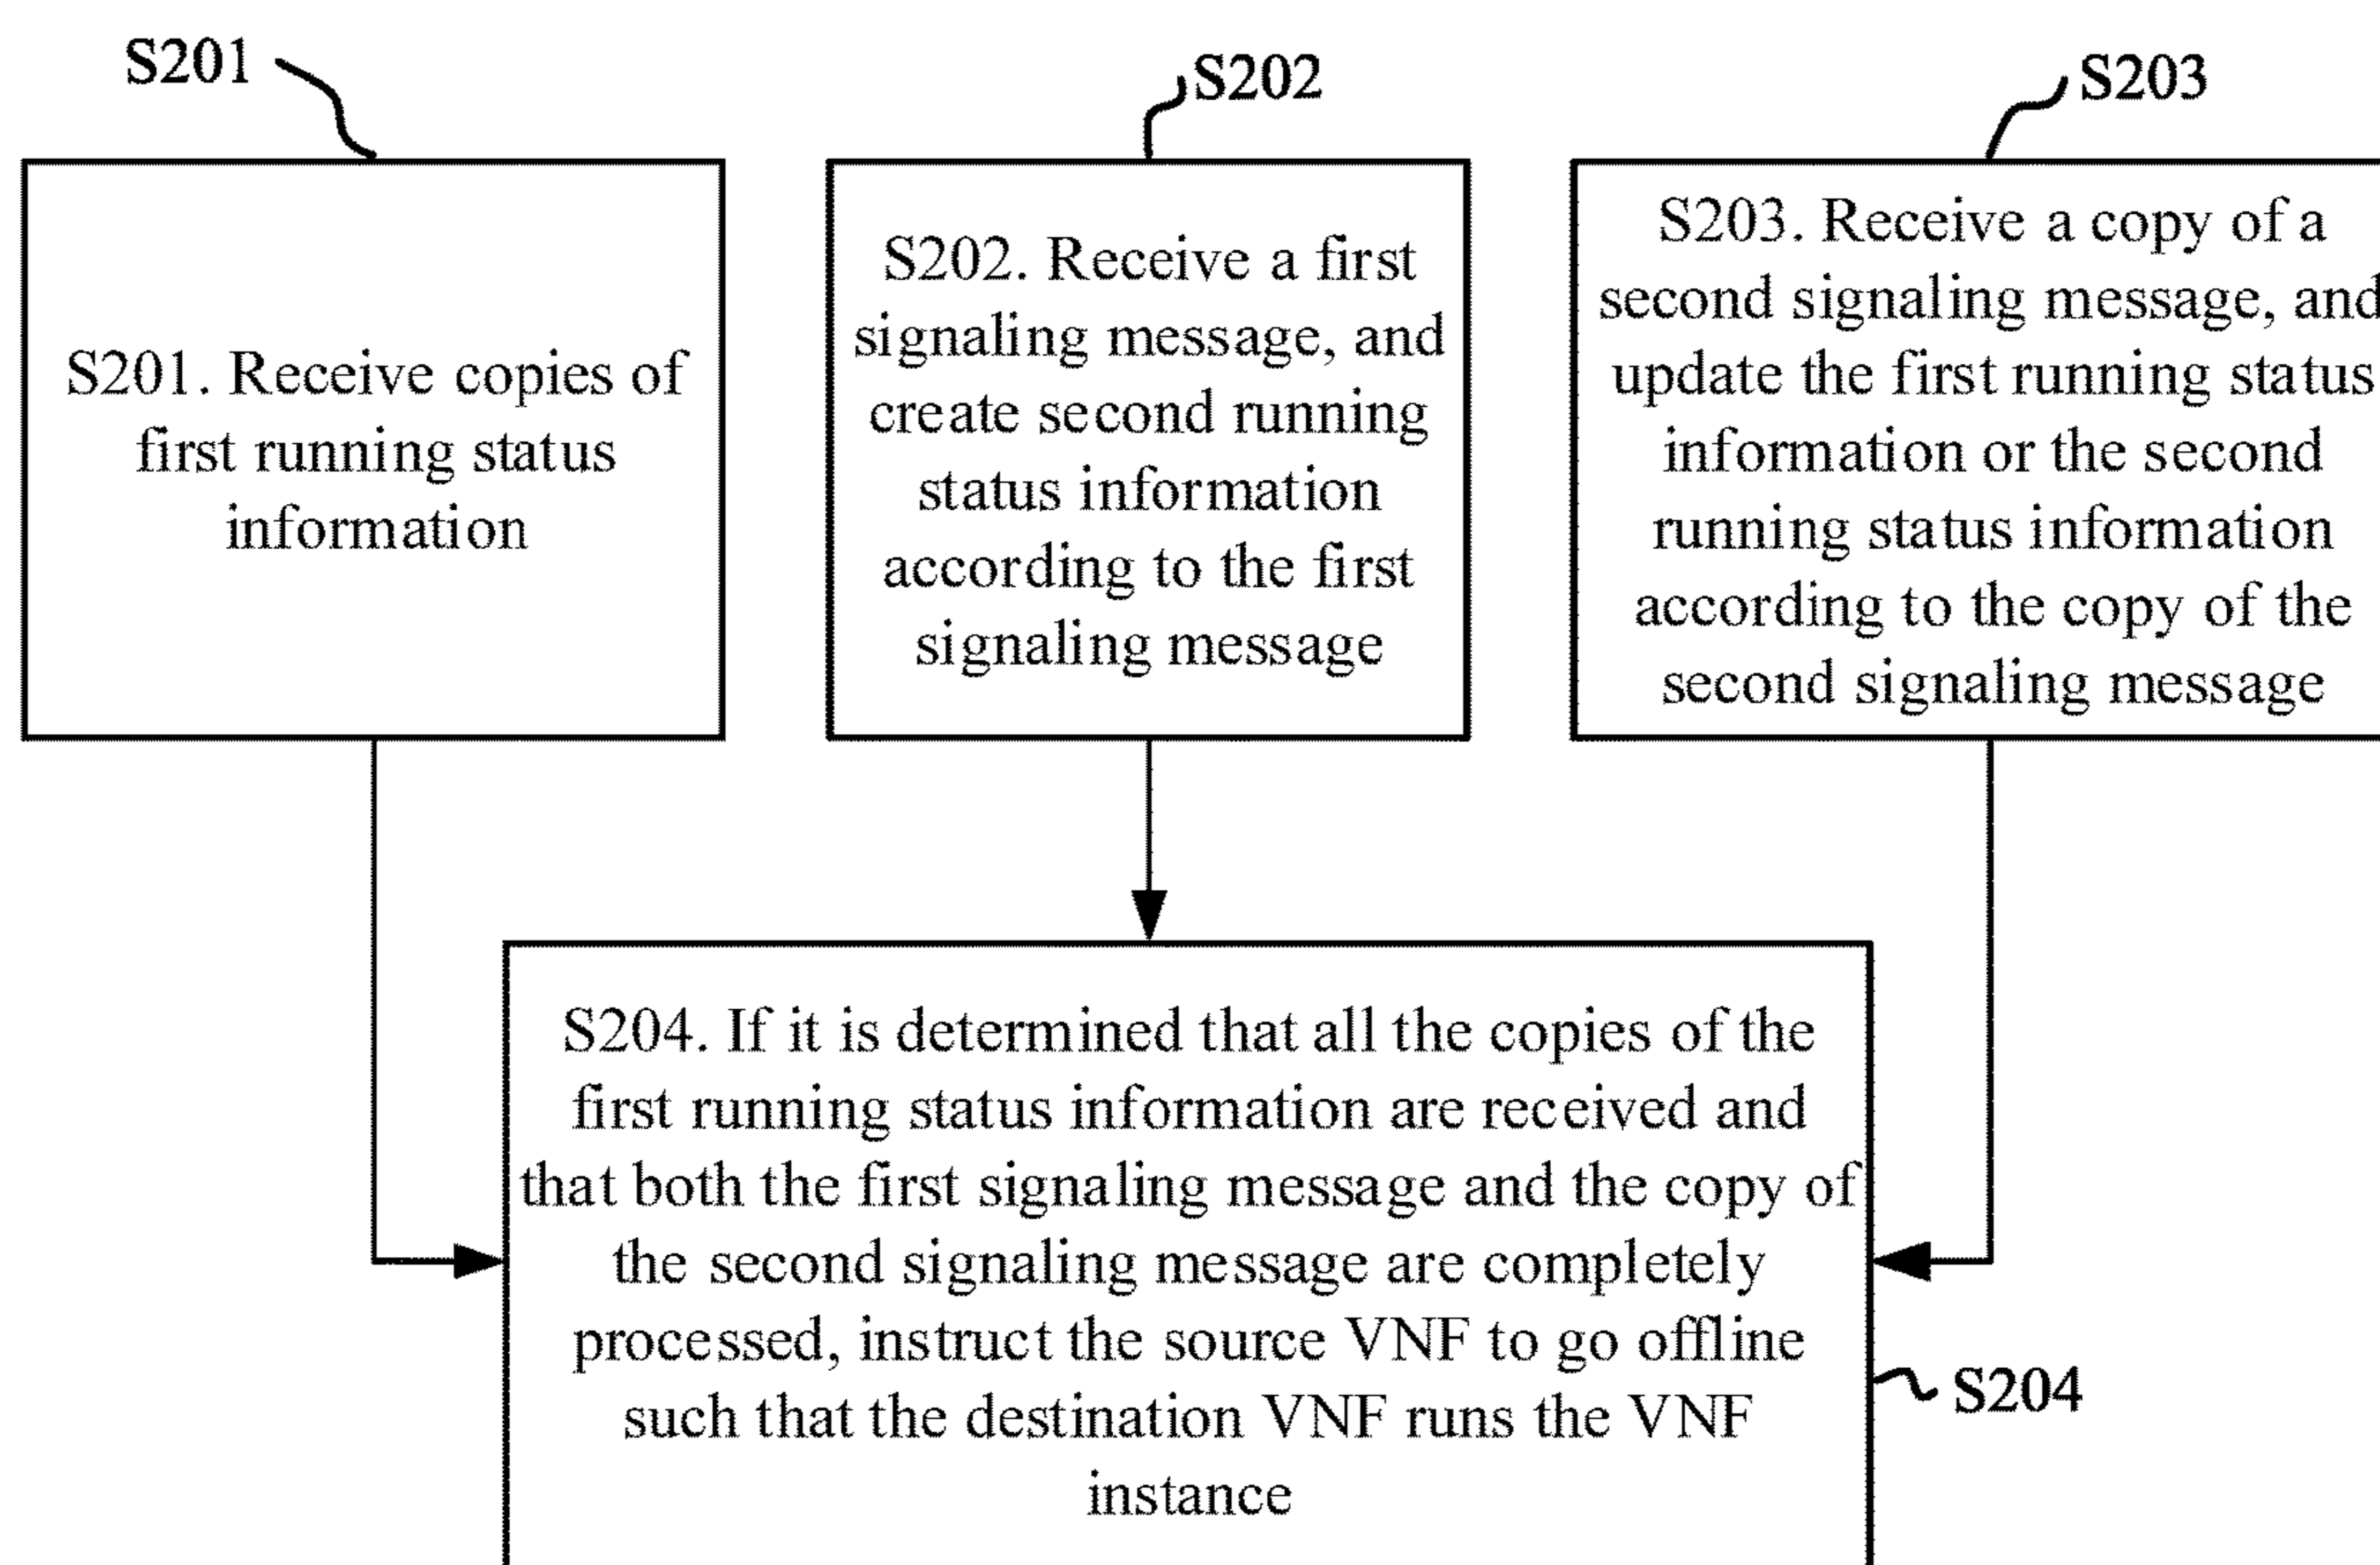 S201
S202
S203
S201. Receive copies of
first running status
information
S202. Receive a first
signaling message, and
create second running
status information
according to the first
signaling message
S203. Receive a copy of a
second signaling message, and
update the first running status
information or the second
running status information
according to the copy of the
second signaling message
S204. If it is determined that all the copies of the
first running status information are received and
that both the first signaling message and the copy of
the second signaling message are completely
processed, instruct the source VNF to go offline
such that the destination VNF runs the VNF
instance
S204